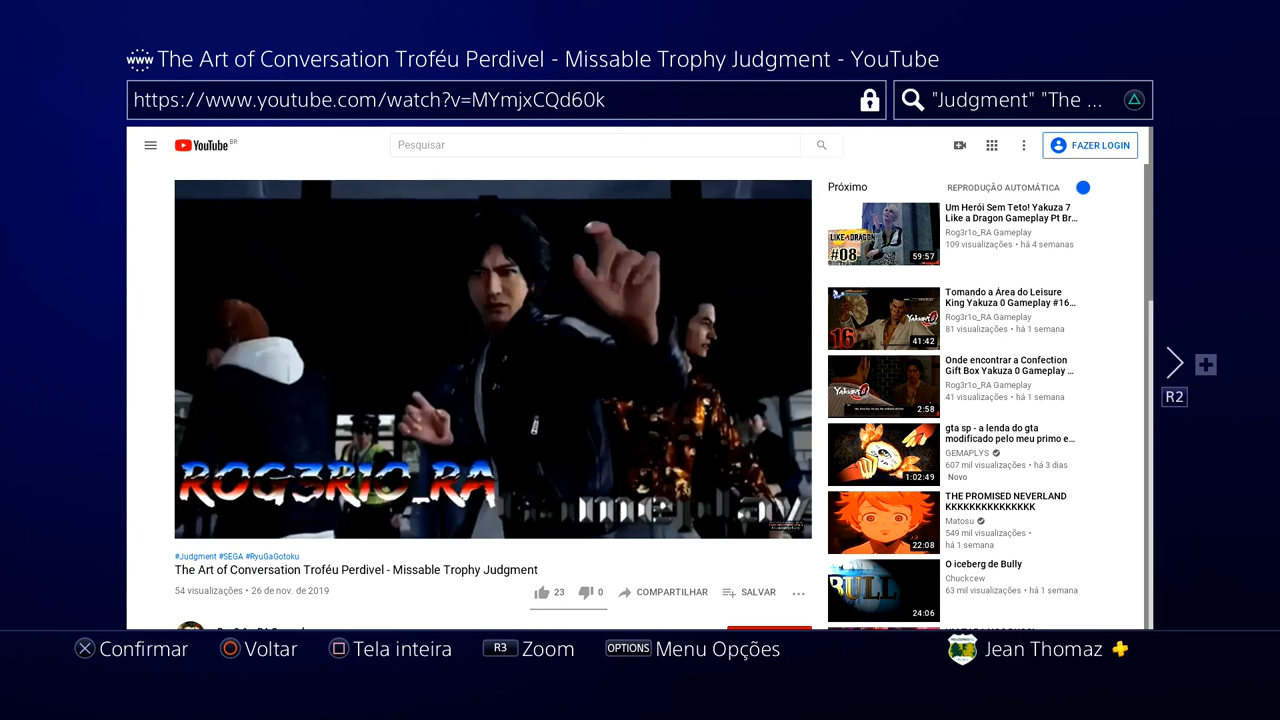 www The Art of Conversation Troféu Perdivel - Missable Trophy Judgment - YouTube
https://www.youtube.com/watch?v=MYmjxCQd60k
"Judgment" "The ...
YouTube BR
Pesquisar
FAZER LOGIN
ROG3RIO_RA
Gameplay
#Judgment #SEGA #RyuGaGotoku
The Art of Conversation Troféu Perdivel - Missable Trophy Judgment
54 visualizações • 26 de nov. de 2019
23
0
COMPARTILHAR
SALVAR
Próximo
REPRODUÇÃO AUTOMÁTICA
LIKE A DRAGON
#08
59:57
Um Herói Sem Teto! Yakuza 7
Like a Dragon Gameplay Pt Br...
Rog3r1o_RA Gameplay
109 visualizações • há 4 semanas
16
41:42
Tomando a Área do Leisure
King Yakuza 0 Gameplay #16...
Rog3r1o_RA Gameplay
81 visualizações • há 1 semana
2:58
Onde encontrar a Confection
Gift Box Yakuza 0 Gameplay ...
Rog3r1o_RA Gameplay
41 visualizações • há 1 semana
1:02:49
gta sp - a lenda do gta
modificado pelo meu primo e...
GEMAPLYS
607 mil visualizações • há 3 dias
Novo
22:08
THE PROMISED NEVERLAND
KKKKKKKKKKKKKKK
Matosu
549 mil visualizações •
há 1 semana
BULL
24:06
O iceberg de Bully
Chuckcew
63 mil visualizações • há 1 semana
R2
Confirmar
Voltar
Tela inteira
R3 Zoom
OPTIONS Menu Opções
Jean Thomaz